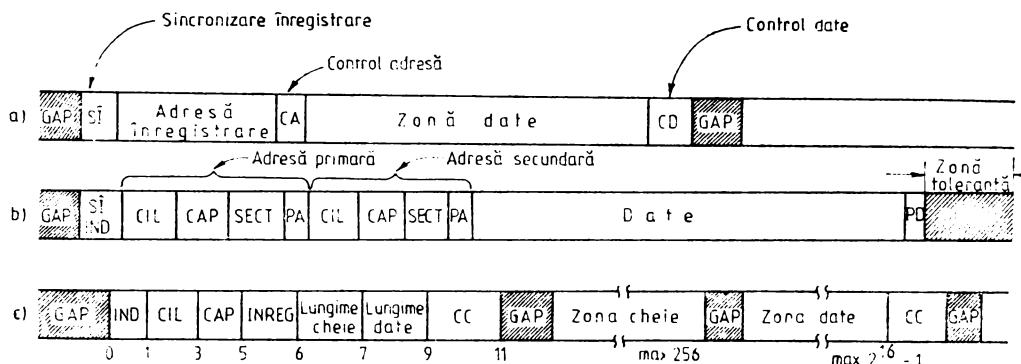 Sincronizare înregistrare
Control date
Control adresă
a) GAP SÎ Adresă înregistrare CA Zonă date CD GAP
Adresă primară Adresă secundară Zonă toleranță
b) GAP SÎ IND CIL CAP SECT PA CIL CAP SECT PA Date PD
c) GAP IND CIL CAP INREG Lungime cheie Lungime date CC GAP Zona cheie GAP Zona date CC GAP
0 1 3 5 6 7 9 11 max 256 max 2^16 - 1